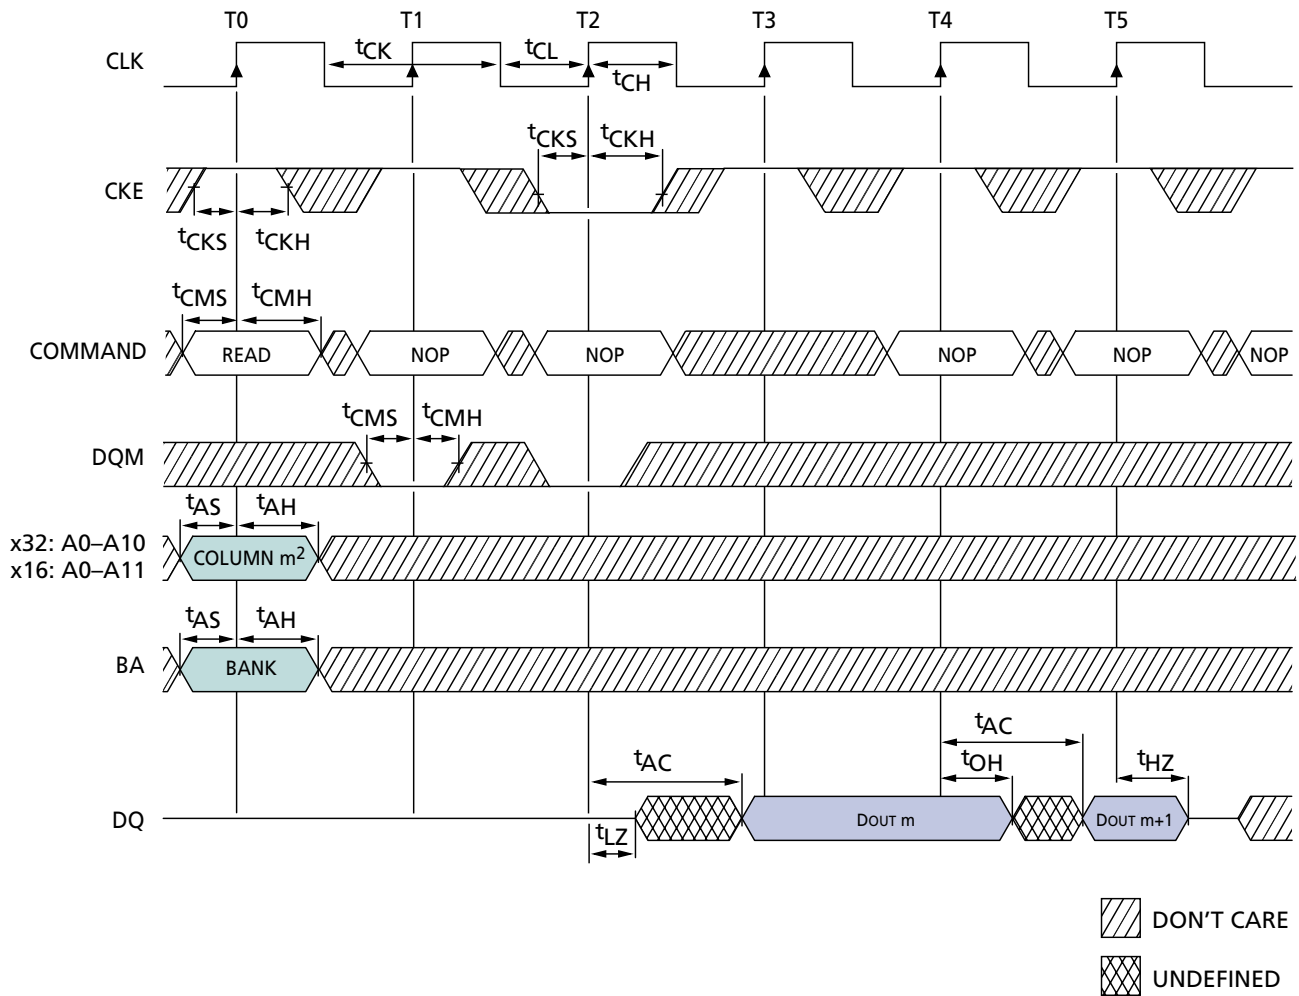 T0 T1 T2 T3 T4 T5
CLK tCK tCL tCH
tCKS tCKH
CKE
tCKS tCKH
tCMS tCMH
COMMAND READ NOP NOP NOP NOP NOP
tCMS tCMH
DQM
tAS tAH
x32: A0–A10
x16: A0–A11
COLUMN m²
tAS tAH
BA BANK
tAC
tAC tOH tHZ
DQ DOUT m DOUT m+1
tLZ
DON'T CARE
UNDEFINED